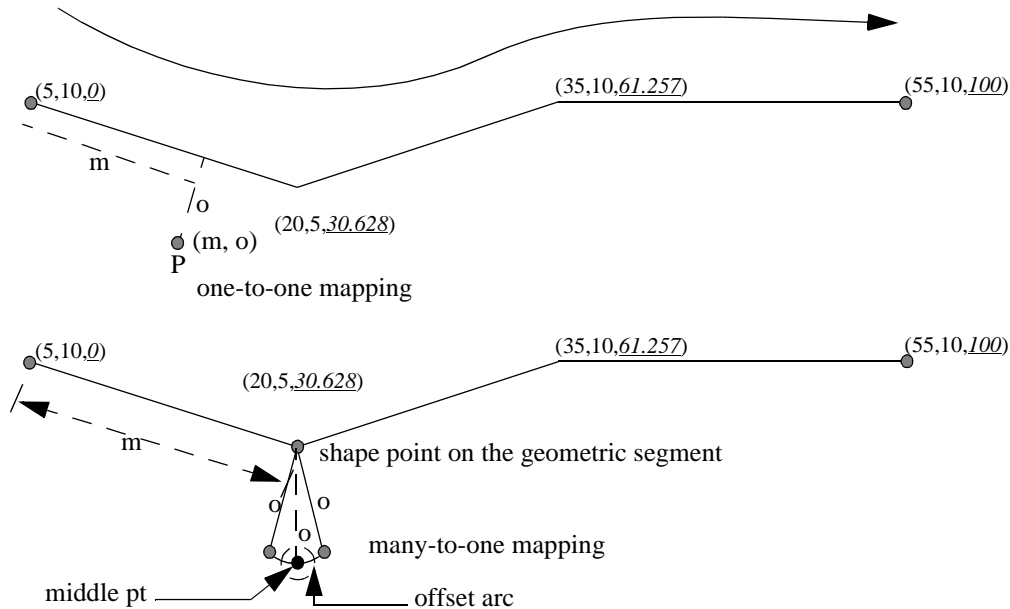 (5,10,0)
(35,10,61.257)
(55,10,100)
m
o
(20,5,30.628)
(m, o)
P
one-to-one mapping
(5,10,0)
(35,10,61.257)
(55,10,100)
(20,5,30.628)
m
shape point on the geometric segment
o
o
o
many-to-one mapping
middle pt
offset arc